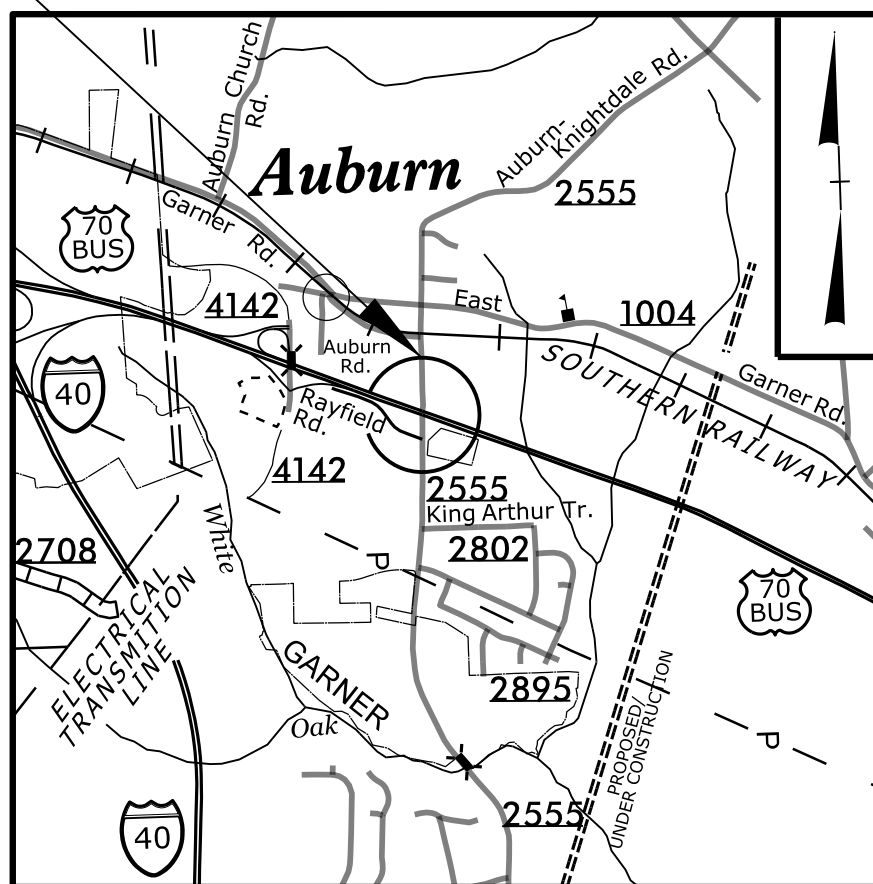 Auburn Church
Rd.
Auburn-
Knightdale Rd.
Auburn
2555
Garner Rd.
70
BUS
4142
East
1004
Auburn
Rd.
40
SOUTHERN RAILWAY
Garner Rd.
Rayfield
Rd.
4142
2555
King Arthur Tr.
2802
White
2708
P
70
BUS
ELECTRICAL
TRANSMITION
LINE
GARNER
2895
Oak
PROPOSED/
UNDER CONSTRUCTION
P
2555
40